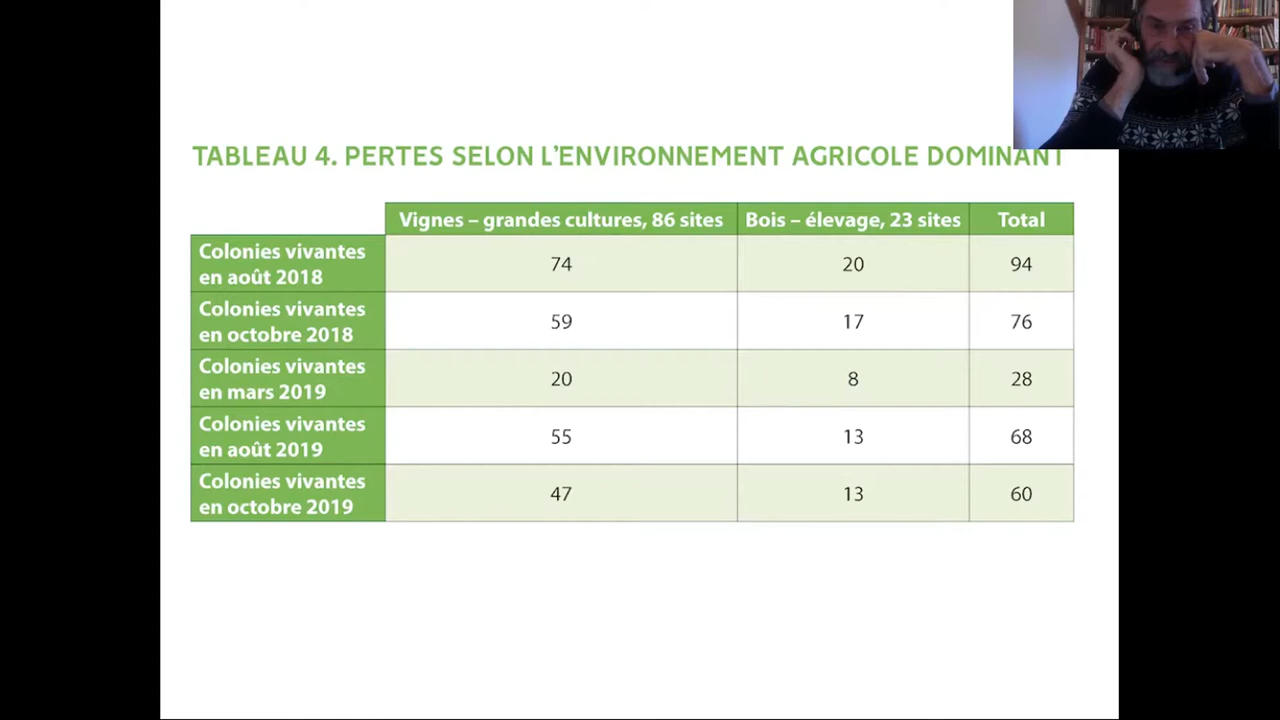 TABLEAU 4. PERTES SELON L'ENVIRONNEMENT AGRICOLE DOMINANT
Vignes – grandes cultures, 86 sites Bois – élevage, 23 sites Total
Colonies vivantes
en août 2018 74 20 94
Colonies vivantes
en octobre 2018 59 17 76
Colonies vivantes
en mars 2019 20 8 28
Colonies vivantes
en août 2019 55 13 68
Colonies vivantes
en octobre 2019 47 13 60